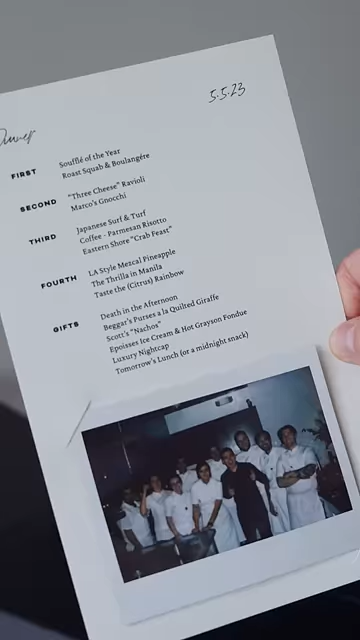 5.5.23
Dinner
FIRST
Soufflé of the Year
Roast Squab & Boulangére
SECOND
"Three Cheese" Ravioli
Marco's Gnocchi
THIRD
Japanese Surf & Turf
Coffee - Parmesan Risotto
Eastern Shore "Crab Feast"
FOURTH
LA Style Mezcal Pineapple
The Thrilla in Manila
Taste the (Citrus) Rainbow
GIFTS
Death in the Afternoon
Beggar's Purses a la Quilted Giraffe
Scott's "Nachos"
Epoisses Ice Cream & Hot Grayson Fondue
Luxury Nightcap
Tomorrow's Lunch (or a midnight snack)